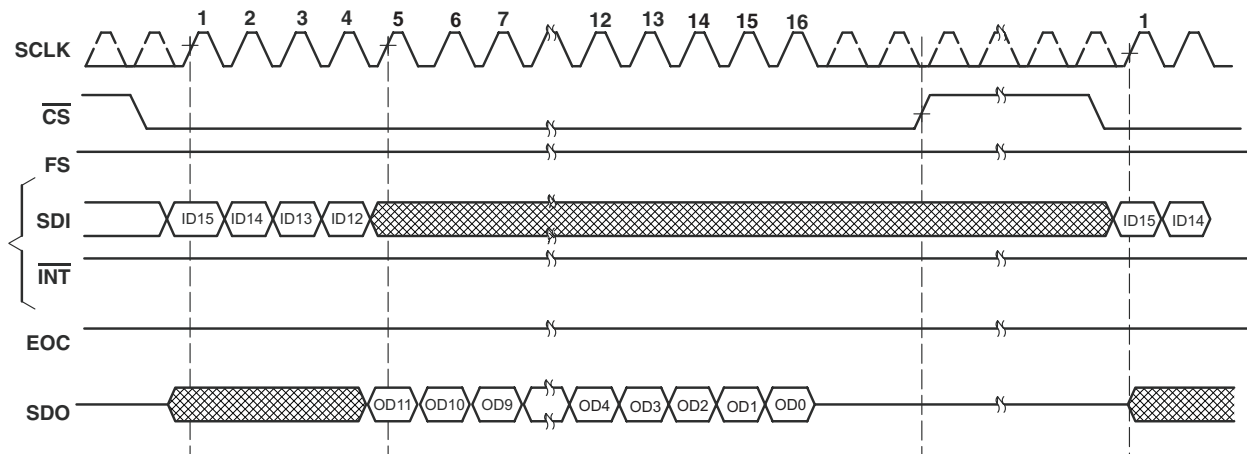 1 2 3 4 5 6 7 12 13 14 15 16 1
SCLK
CS
FS
SDI ID15 ID14 ID13 ID12 ID15 ID14
INT
EOC
SDO OD11 OD10 OD9 OD4 OD3 OD2 OD1 OD0